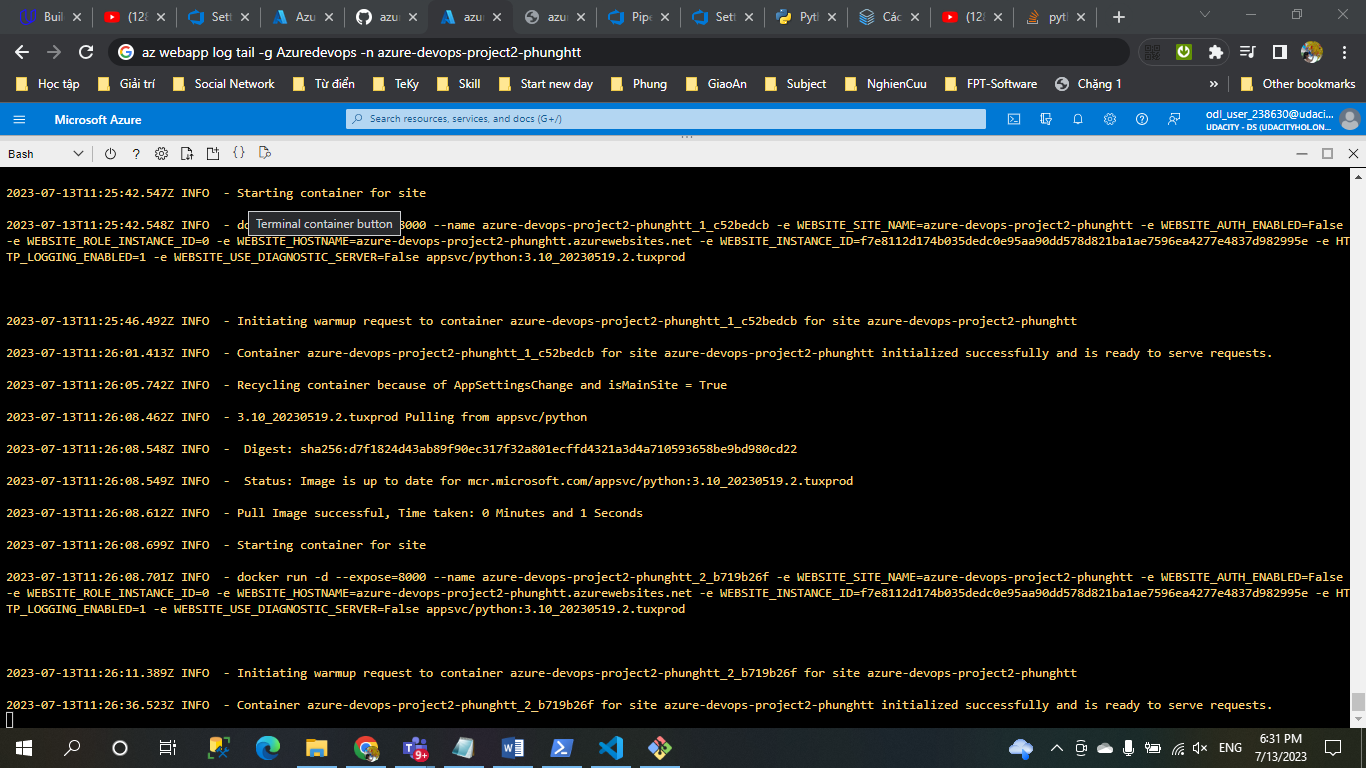 Buil
(128
Sett
Azu
azur
azur
azur
Pipe
Sett
Pyth
Các
(128
pytl
az webapp log tail -g Azuredevops -n azure-devops-project2-phunghtt
Học tập
Giải trí
Social Network
Từ điển
TeKy
Skill
Start new day
Phung
GiaoAn
Subject
NghienCuu
FPT-Software
Chặng 1
»
Other bookmarks
Microsoft Azure
Search resources, services, and docs (G+/)
odl_user_238630@udaci...
UDACITY - DS (UDACITYHOLON...
Bash
2023-07-13T11:25:42.547Z INFO - Starting container for site
2023-07-13T11:25:42.548Z INFO - do
Terminal container button
8000 --name azure-devops-project2-phunghtt_1_c52bedcb -e WEBSITE_SITE_NAME=azure-devops-project2-phunghtt -e WEBSITE_AUTH_ENABLED=False
-e WEBSITE_ROLE_INSTANCE_ID=0 -e WEBSITE_HOSTNAME=azure-devops-project2-phunghtt.azurewebsites.net -e WEBSITE_INSTANCE_ID=f7e8112d174b035dedc0e95aa90dd578d821ba1ae7596ea4277e4837d982995e -e HT
TP_LOGGING_ENABLED=1 -e WEBSITE_USE_DIAGNOSTIC_SERVER=False appsvc/python:3.10_20230519.2.tuxprod
2023-07-13T11:25:46.492Z INFO - Initiating warmup request to container azure-devops-project2-phunghtt_1_c52bedcb for site azure-devops-project2-phunghtt
2023-07-13T11:26:01.413Z INFO - Container azure-devops-project2-phunghtt_1_c52bedcb for site azure-devops-project2-phunghtt initialized successfully and is ready to serve requests.
2023-07-13T11:26:05.742Z INFO - Recycling container because of AppSettingsChange and isMainSite = True
2023-07-13T11:26:08.462Z INFO - 3.10_20230519.2.tuxprod Pulling from appsvc/python
2023-07-13T11:26:08.548Z INFO - Digest: sha256:d7f1824d43ab89f90ec317f32a801ecffd4321a3d4a710593658be9bd980cd22
2023-07-13T11:26:08.549Z INFO - Status: Image is up to date for mcr.microsoft.com/appsvc/python:3.10_20230519.2.tuxprod
2023-07-13T11:26:08.612Z INFO - Pull Image successful, Time taken: 0 Minutes and 1 Seconds
2023-07-13T11:26:08.699Z INFO - Starting container for site
2023-07-13T11:26:08.701Z INFO - docker run -d --expose=8000 --name azure-devops-project2-phunghtt_2_b719b26f -e WEBSITE_SITE_NAME=azure-devops-project2-phunghtt -e WEBSITE_AUTH_ENABLED=False
-e WEBSITE_ROLE_INSTANCE_ID=0 -e WEBSITE_HOSTNAME=azure-devops-project2-phunghtt.azurewebsites.net -e WEBSITE_INSTANCE_ID=f7e8112d174b035dedc0e95aa90dd578d821ba1ae7596ea4277e4837d982995e -e HT
TP_LOGGING_ENABLED=1 -e WEBSITE_USE_DIAGNOSTIC_SERVER=False appsvc/python:3.10_20230519.2.tuxprod
2023-07-13T11:26:11.389Z INFO - Initiating warmup request to container azure-devops-project2-phunghtt_2_b719b26f for site azure-devops-project2-phunghtt
2023-07-13T11:26:36.523Z INFO - Container azure-devops-project2-phunghtt_2_b719b26f for site azure-devops-project2-phunghtt initialized successfully and is ready to serve requests.
9+
ENG
6:31 PM
7/13/2023